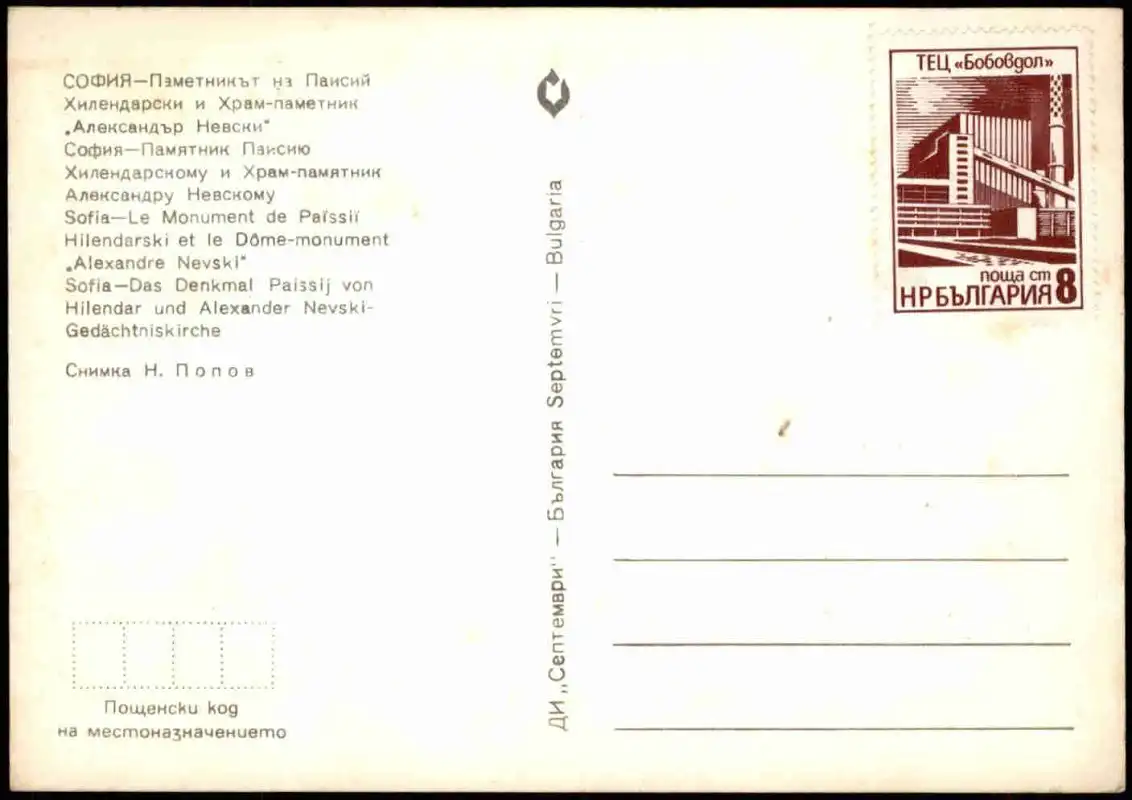 СОФИЯ—Паметникът на Паисий
Хилендарски и Храм-паметник
„Александър Невски"
София—Памятник Паисию
Хилендарскому и Храм-памятник
Александру Невскому
Sofia—Le Monument de Païssii
Hilendarski et le Dôme-monument
„Alexandre Nevski"
Sofia—Das Denkmal Paissij von
Hilendar und Alexander Nevski-
Gedächtniskirche
Снимка Н. Попов
Пощенски код
на местоназначението
ДИ „Септември" — България Septemvri — Bulgaria
ТЕЦ «Бобовдол»
поща ст 8
НР БЪЛГАРИЯ